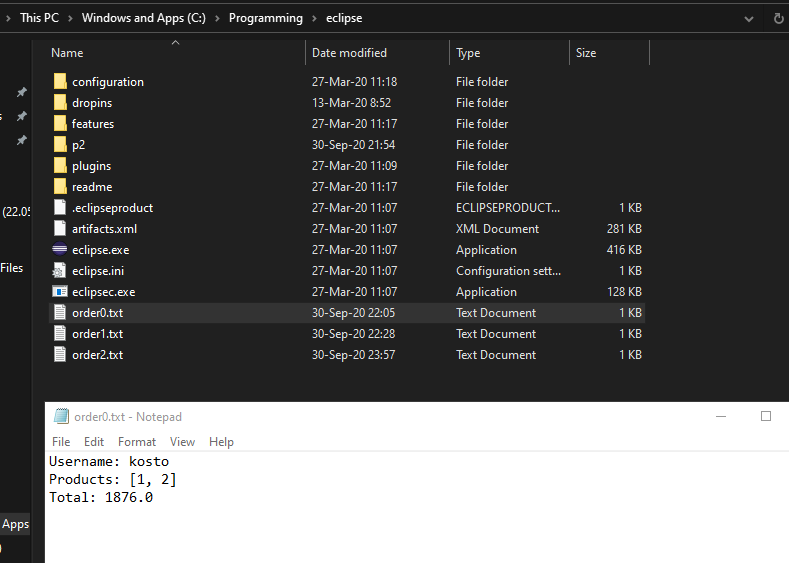 This PC > Windows and Apps (C:) > Programming > eclipse
Name Date modified Type Size
configuration 27-Mar-20 11:18 File folder
dropins 13-Mar-20 8:52 File folder
features 27-Mar-20 11:17 File folder
p2 30-Sep-20 21:54 File folder
plugins 27-Mar-20 11:09 File folder
readme 27-Mar-20 11:17 File folder
.eclipseproduct 27-Mar-20 11:07 ECLIPSEPRODUCT... 1 KB
(22.05
artifacts.xml 27-Mar-20 11:07 XML Document 281 KB
eclipse.exe 27-Mar-20 11:07 Application 416 KB
Files
eclipse.ini 27-Mar-20 11:07 Configuration sett... 1 KB
eclipsec.exe 27-Mar-20 11:07 Application 128 KB
order0.txt 30-Sep-20 22:05 Text Document 1 KB
order1.txt 30-Sep-20 22:28 Text Document 1 KB
order2.txt 30-Sep-20 23:57 Text Document 1 KB
order0.txt - Notepad
File Edit Format View Help
Username: kosto
Products: [1, 2]
Total: 1876.0
Apps